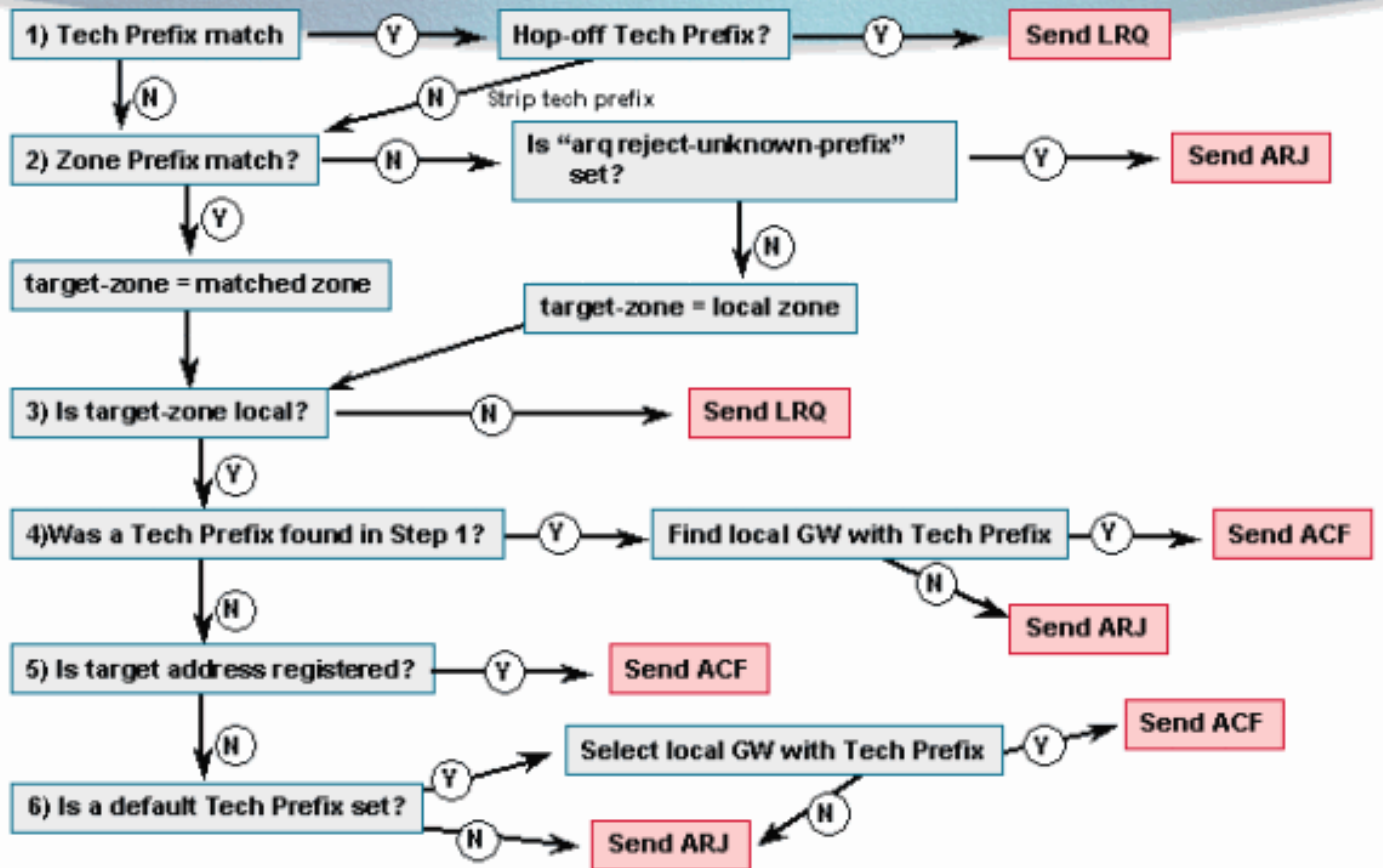 1) Tech Prefix match
Y
Hop-off Tech Prefix?
Y
Send LRQ
N
N
Strip tech prefix
2) Zone Prefix match?
N
Is “arq reject-unknown-prefix”
set?
Y
Send ARJ
Y
N
target-zone = matched zone
target-zone = local zone
3) Is target-zone local?
N
Send LRQ
Y
4)Was a Tech Prefix found in Step 1?
Y
Find local GW with Tech Prefix
Y
Send ACF
N
N
Send ARJ
5) Is target address registered?
Y
Send ACF
N
Select local GW with Tech Prefix
Y
Send ACF
6) Is a default Tech Prefix set?
Y
N
N
Send ARJ